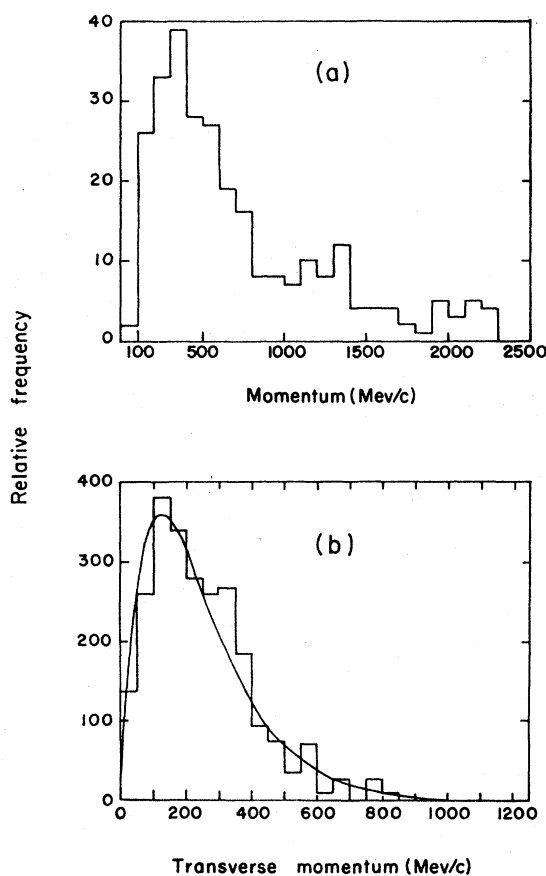 40
(a)
30
20
10
0
100 500 1000 1500 2000 2500
Momentum (Mev/c)
Relative frequency
400
(b)
300
200
100
0
0 200 400 600 800 1000 1200
Transverse momentum (Mev/c)